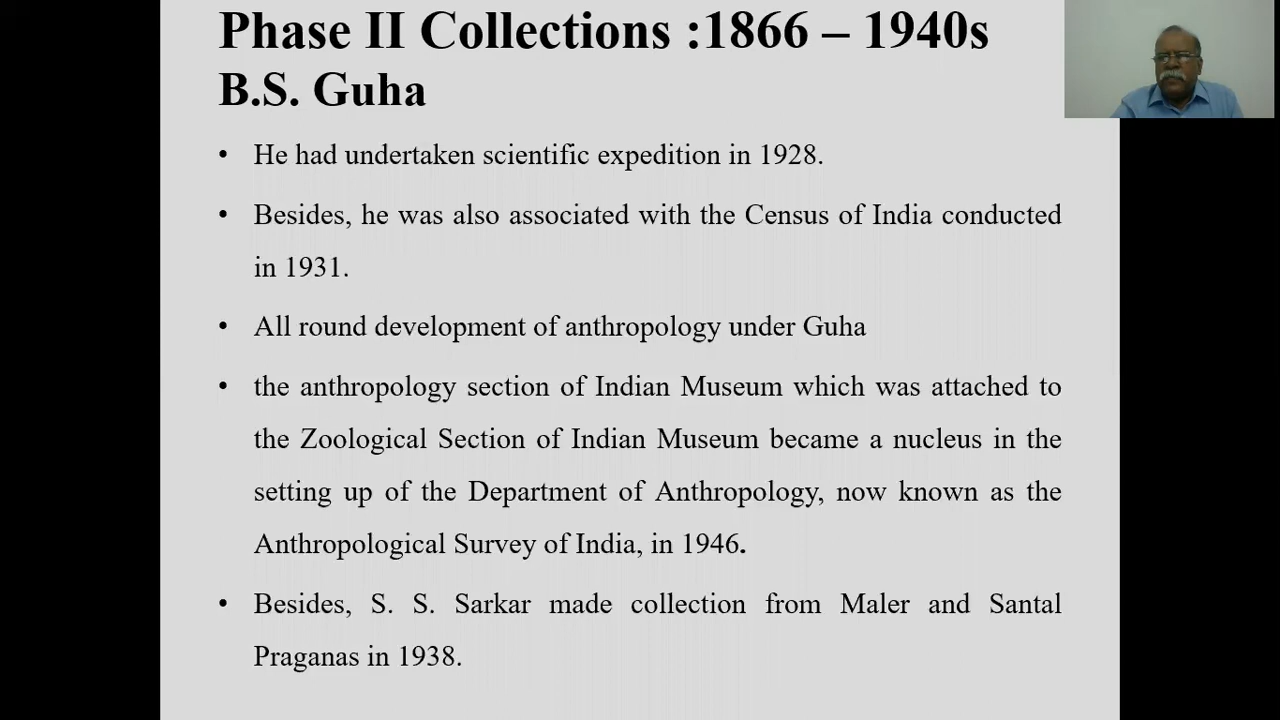 Phase II Collections :1866 – 1940s
B.S. Guha
• He had undertaken scientific expedition in 1928.
• Besides, he was also associated with the Census of India conducted
in 1931.
• All round development of anthropology under Guha
• the anthropology section of Indian Museum which was attached to
the Zoological Section of Indian Museum became a nucleus in the
setting up of the Department of Anthropology, now known as the
Anthropological Survey of India, in 1946.
• Besides, S. S. Sarkar made collection from Maler and Santal
Praganas in 1938.